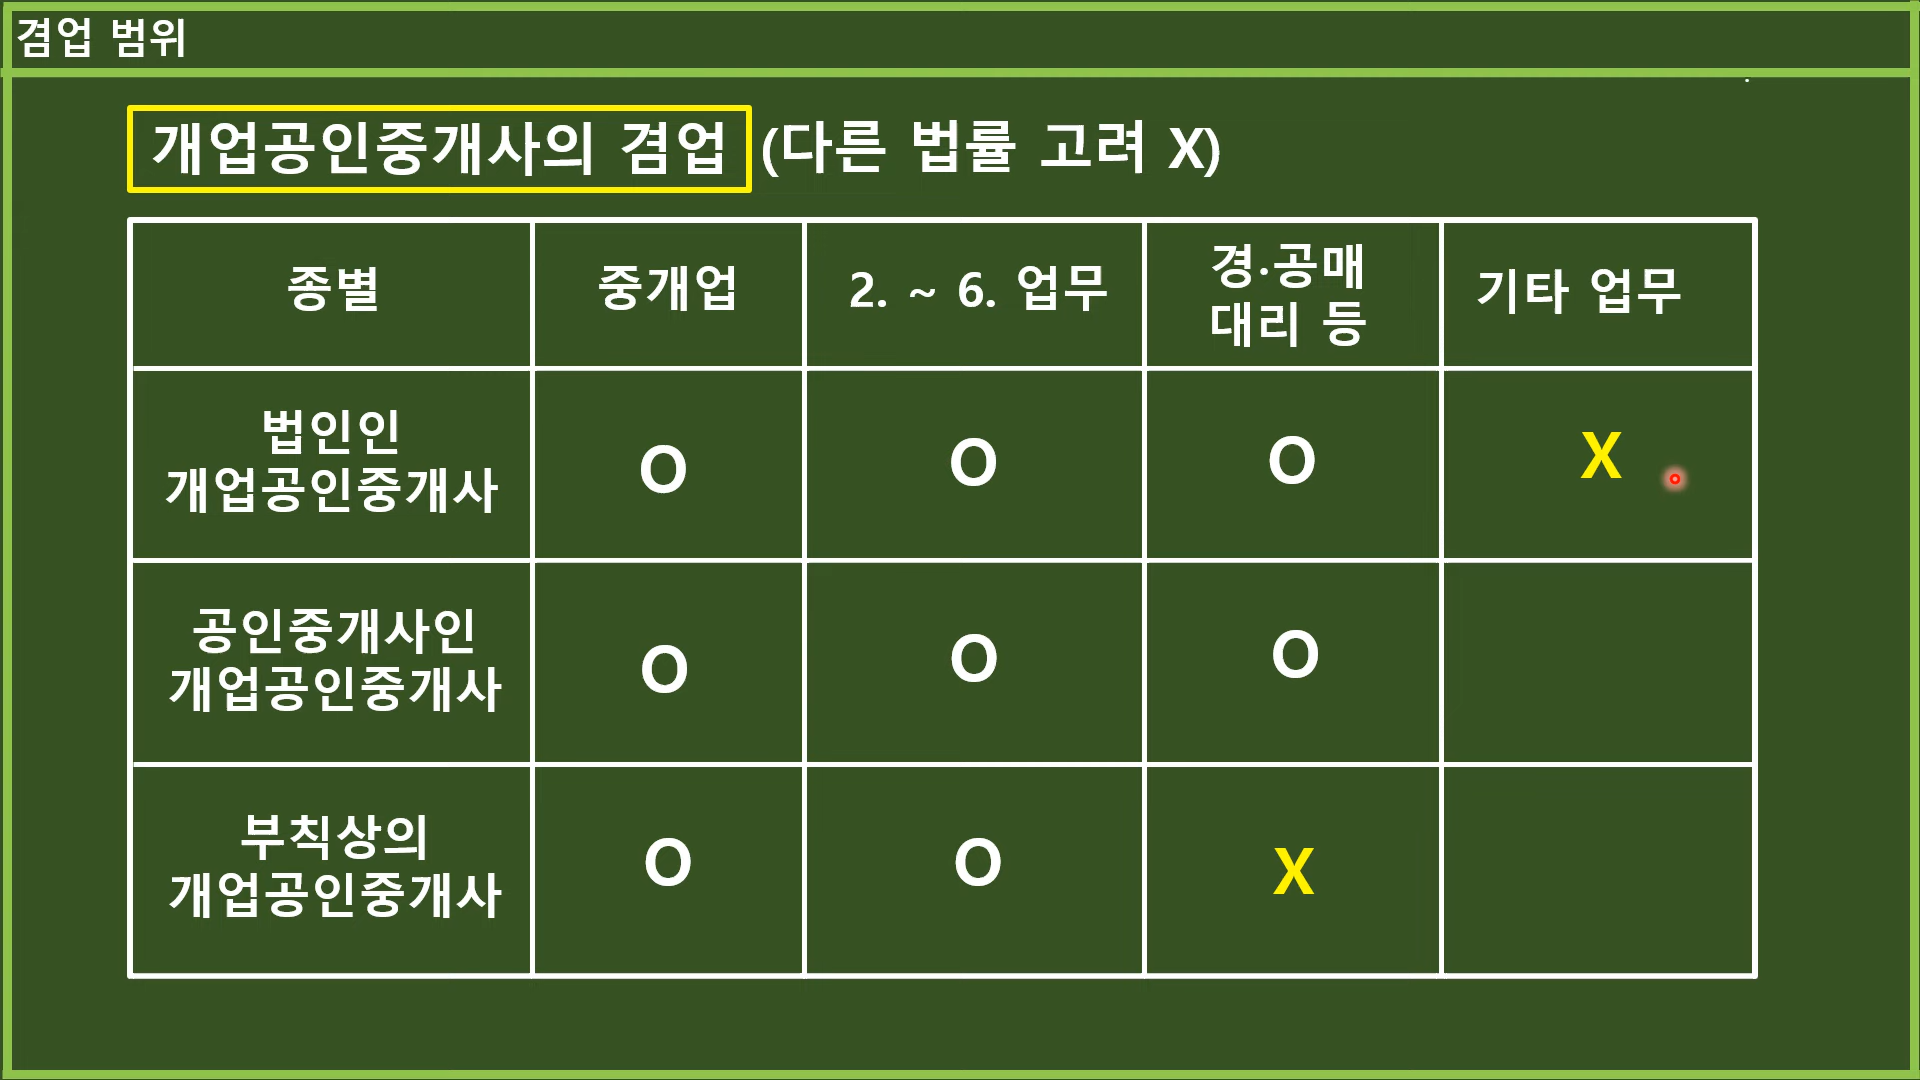 겸업 범위
개업공인중개사의 겸업 (다른 법률 고려 X)
종별 중개업 2. ~ 6. 업무 경·공매 대리 등 기타 업무
법인인 개업공인중개사 O O O X
공인중개사인 개업공인중개사 O O O
부칙상의 개업공인중개사 O O X